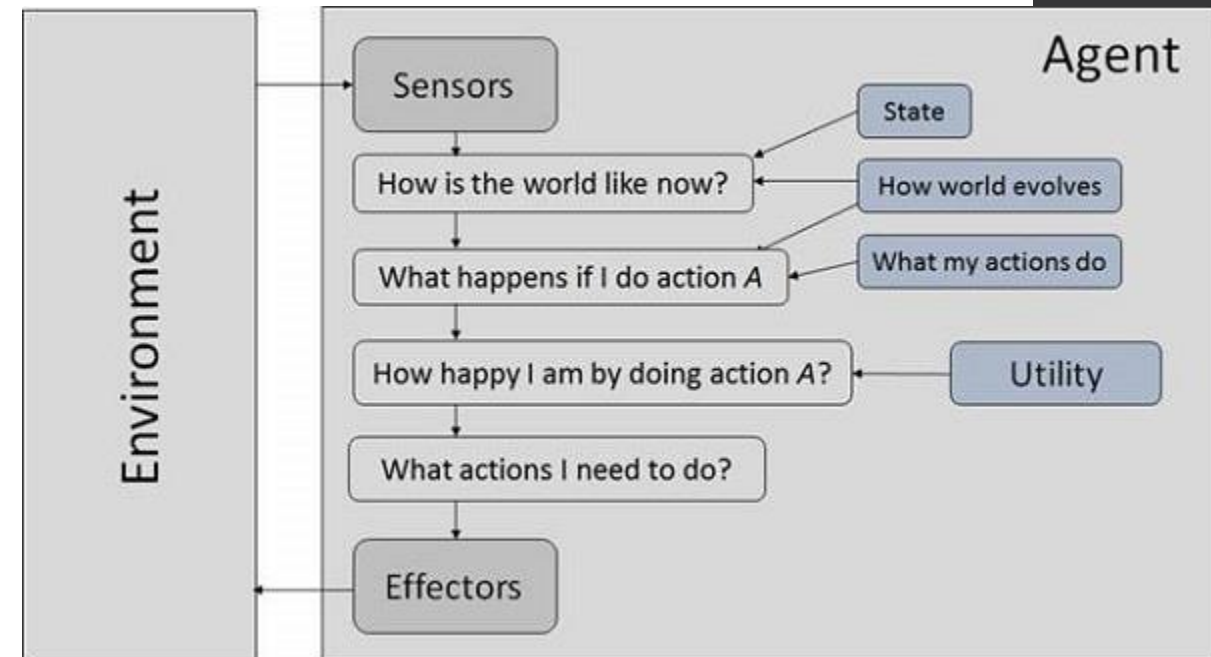 Agent
Environment
Sensors
State
How is the world like now?
How world evolves
What happens if I do action A
What my actions do
How happy I am by doing action A?
Utility
What actions I need to do?
Effectors